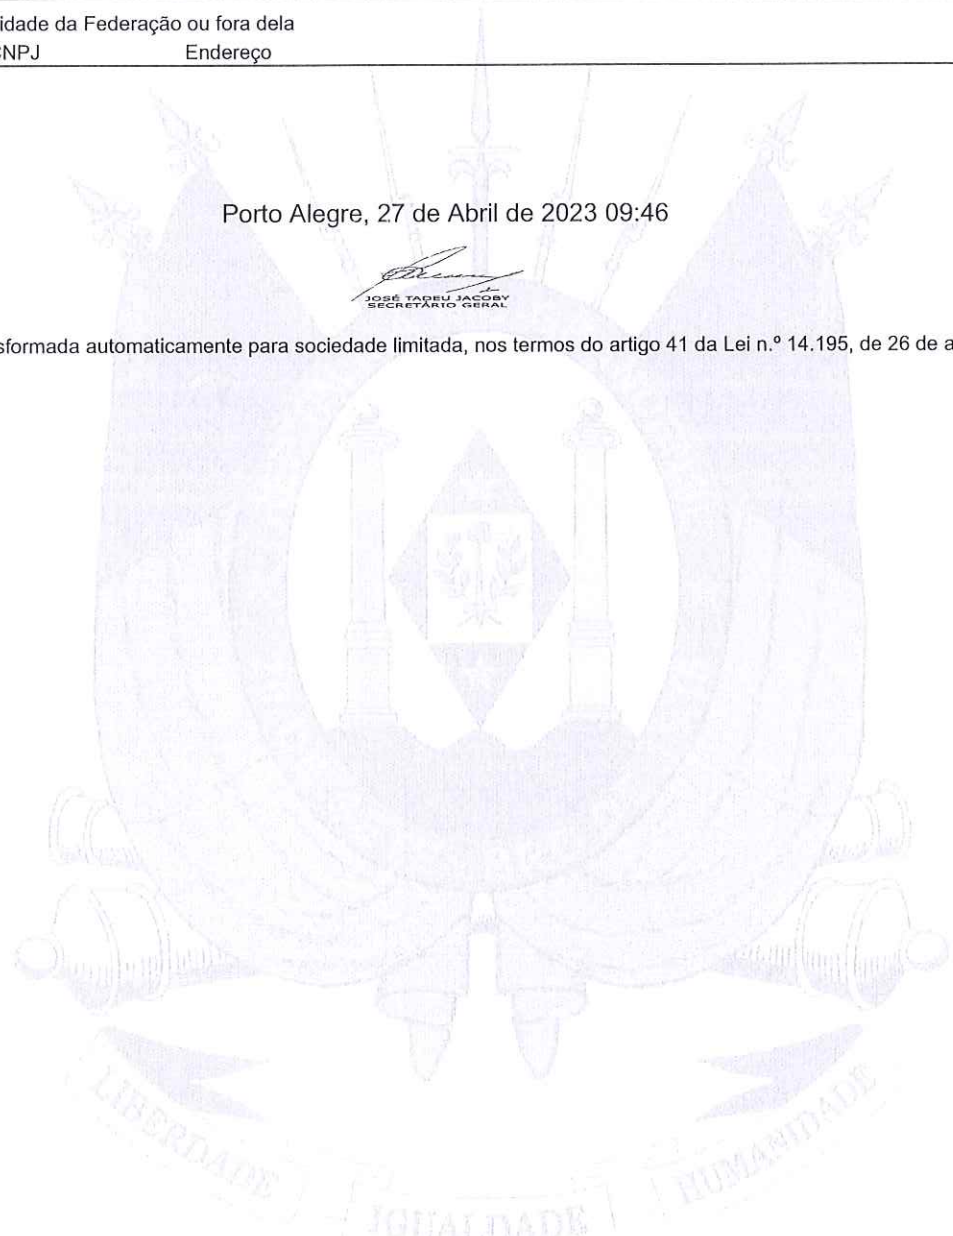 idade da Federação ou fora dela
CNPJ Endereço
Porto Alegre, 27 de Abril de 2023 09:46
JOSÉ TADEU JACOBY
SECRETÁRIO GERAL
sformada automaticamente para sociedade limitada, nos termos do artigo 41 da Lei n.º 14.195, de 26 de a
LIBERDADE
IGUALDADE
HUMANIDADE